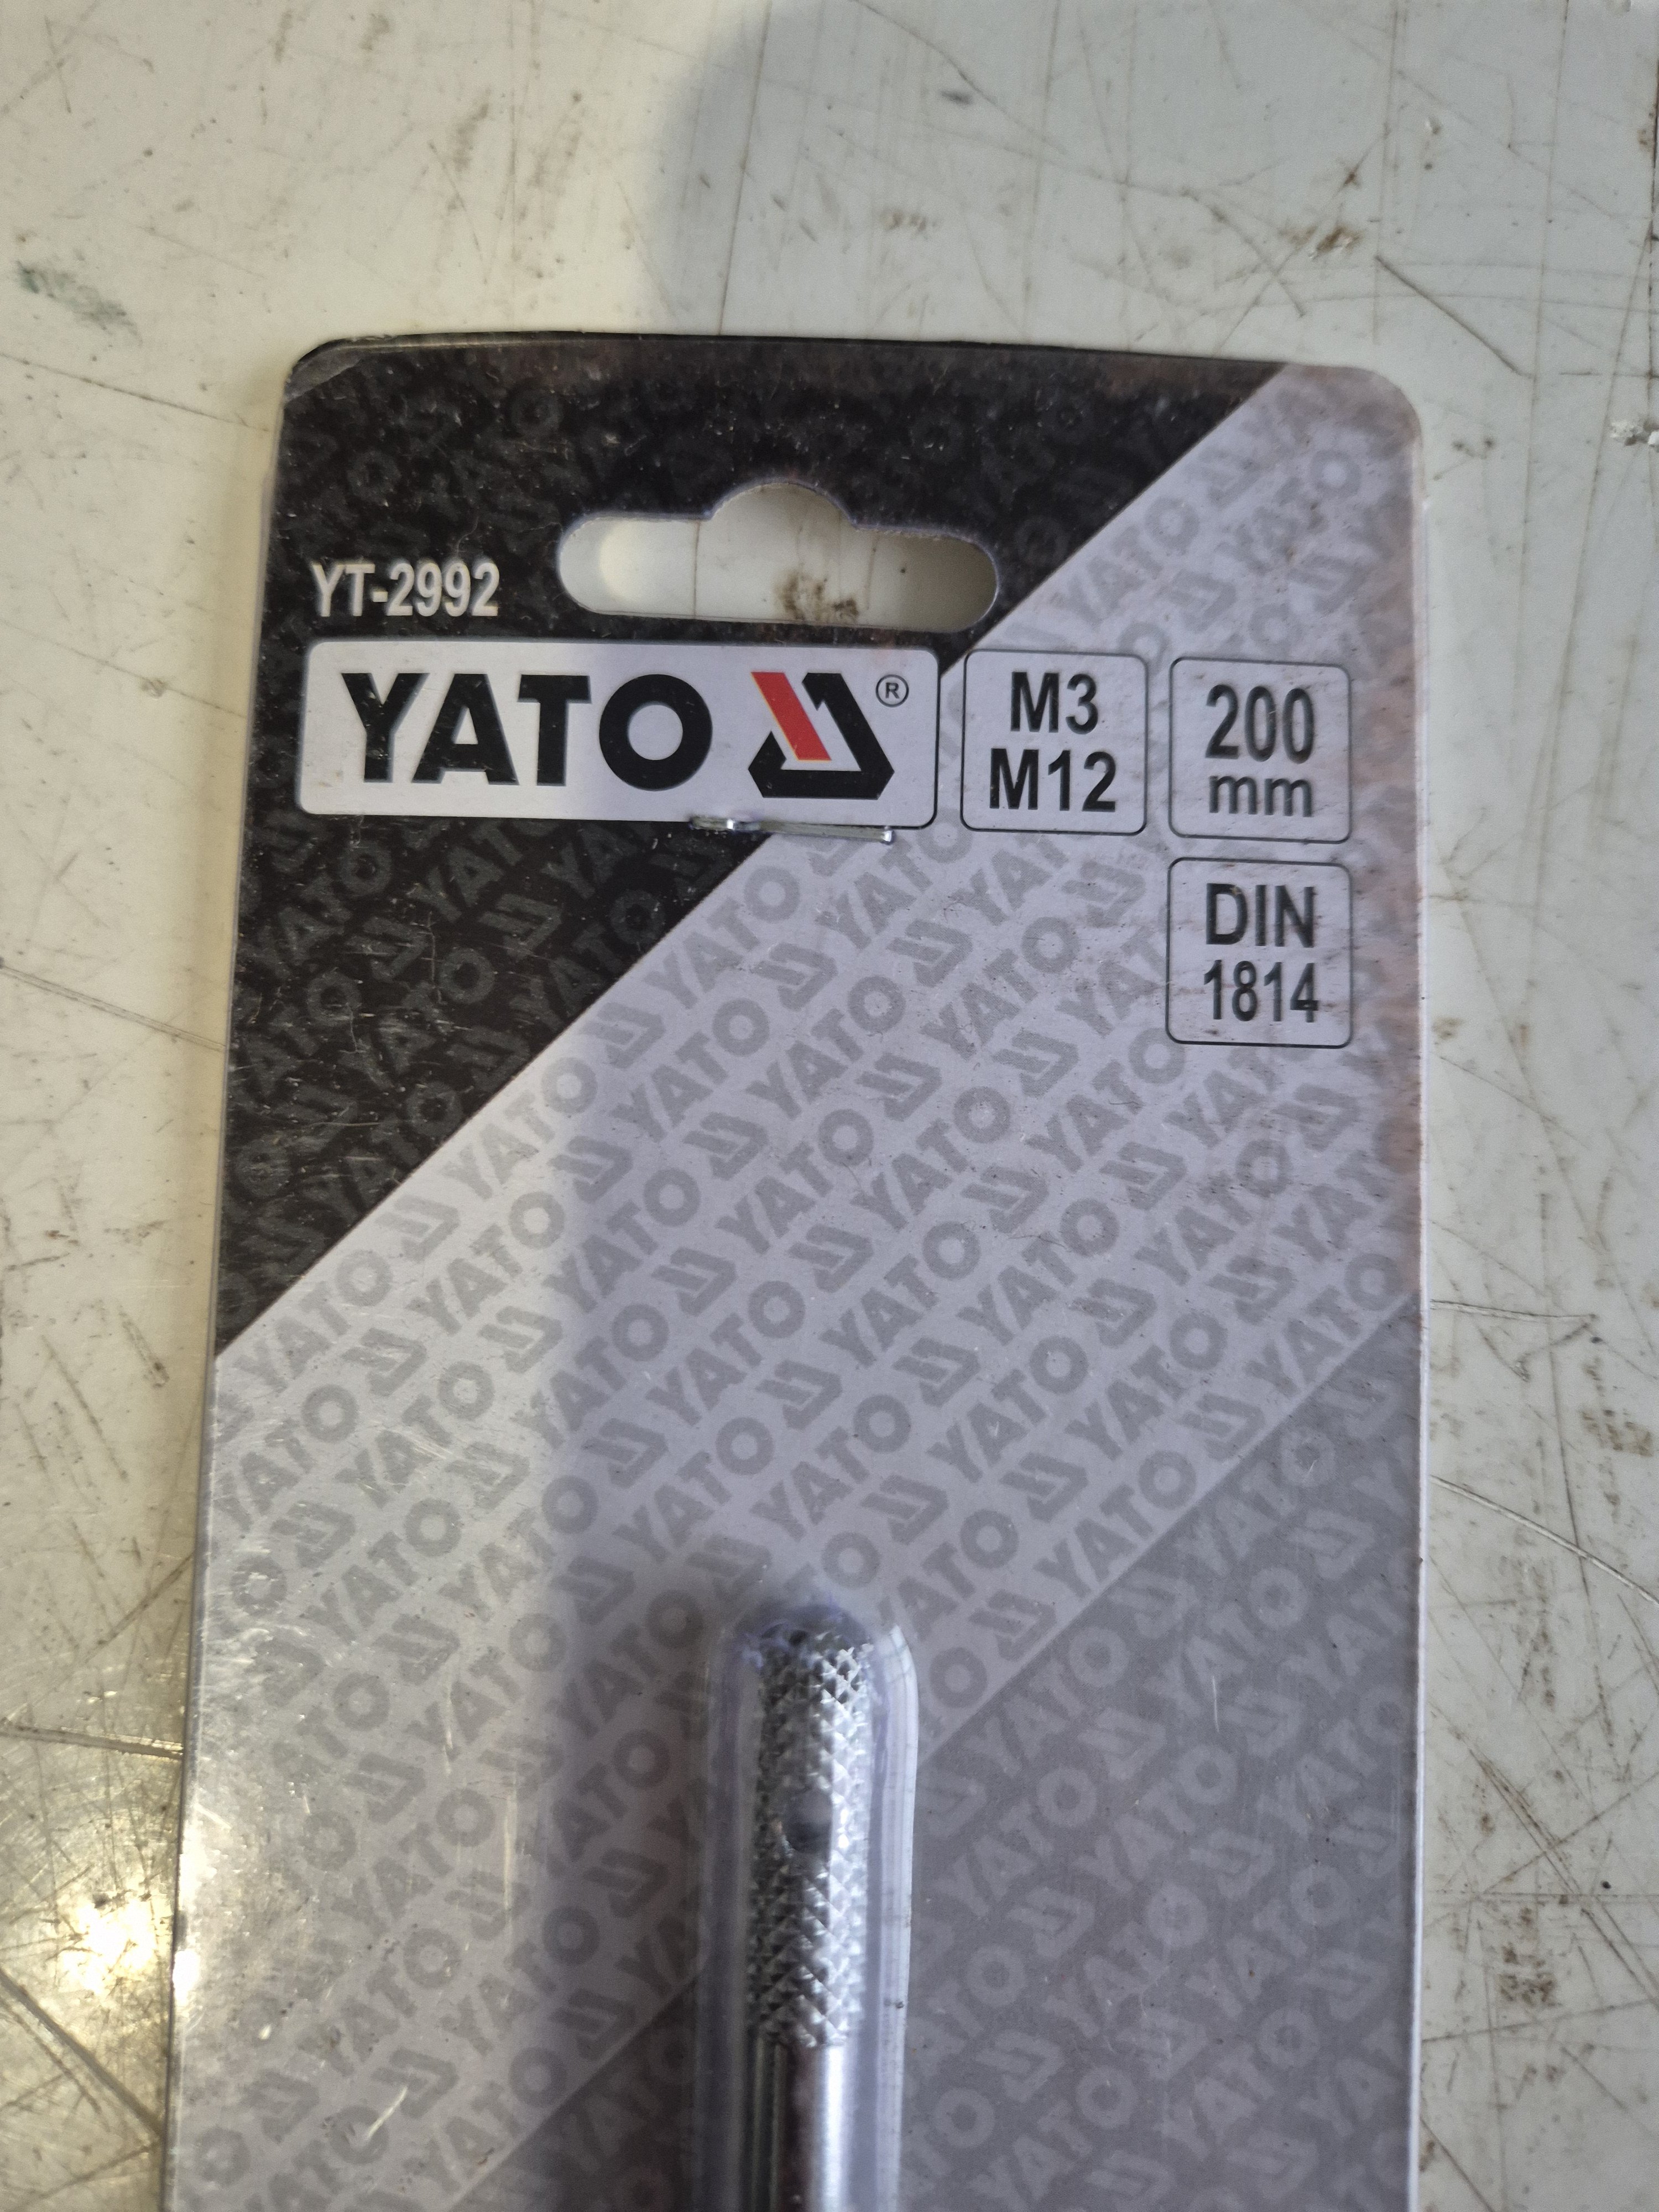 YT-2992
YATO ®
M3
M12
200
mm
DIN
1814